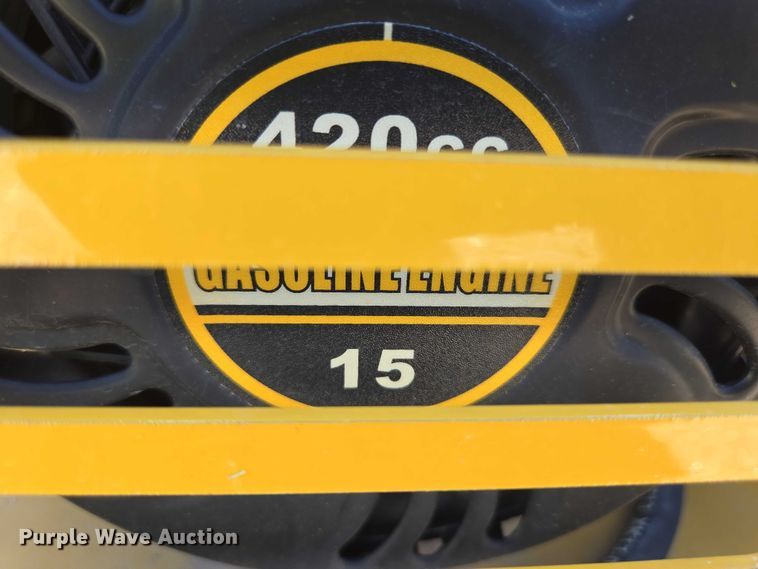 420cc
GASOLINE ENGINE
15
Purple Wave Auction